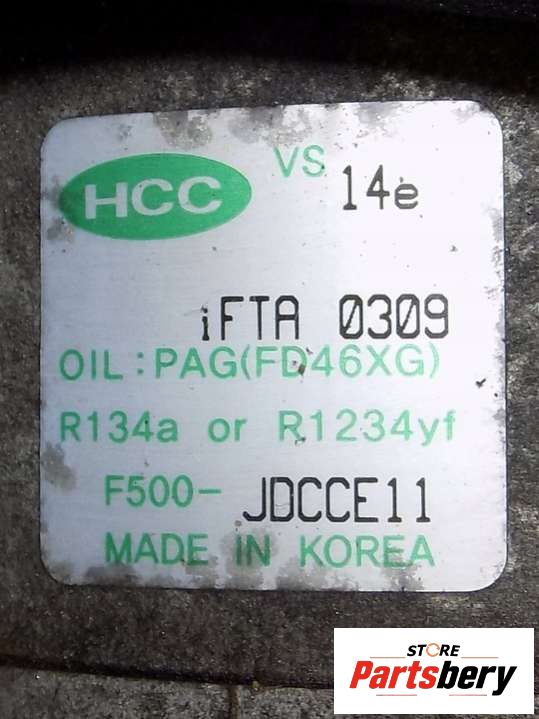 HCC VS 14e
iFTA 0309
OIL : PAG(FD46XG)
R134a or R1234yf
F500- JDCCE11
MADE IN KOREA
STORE
Partsbery